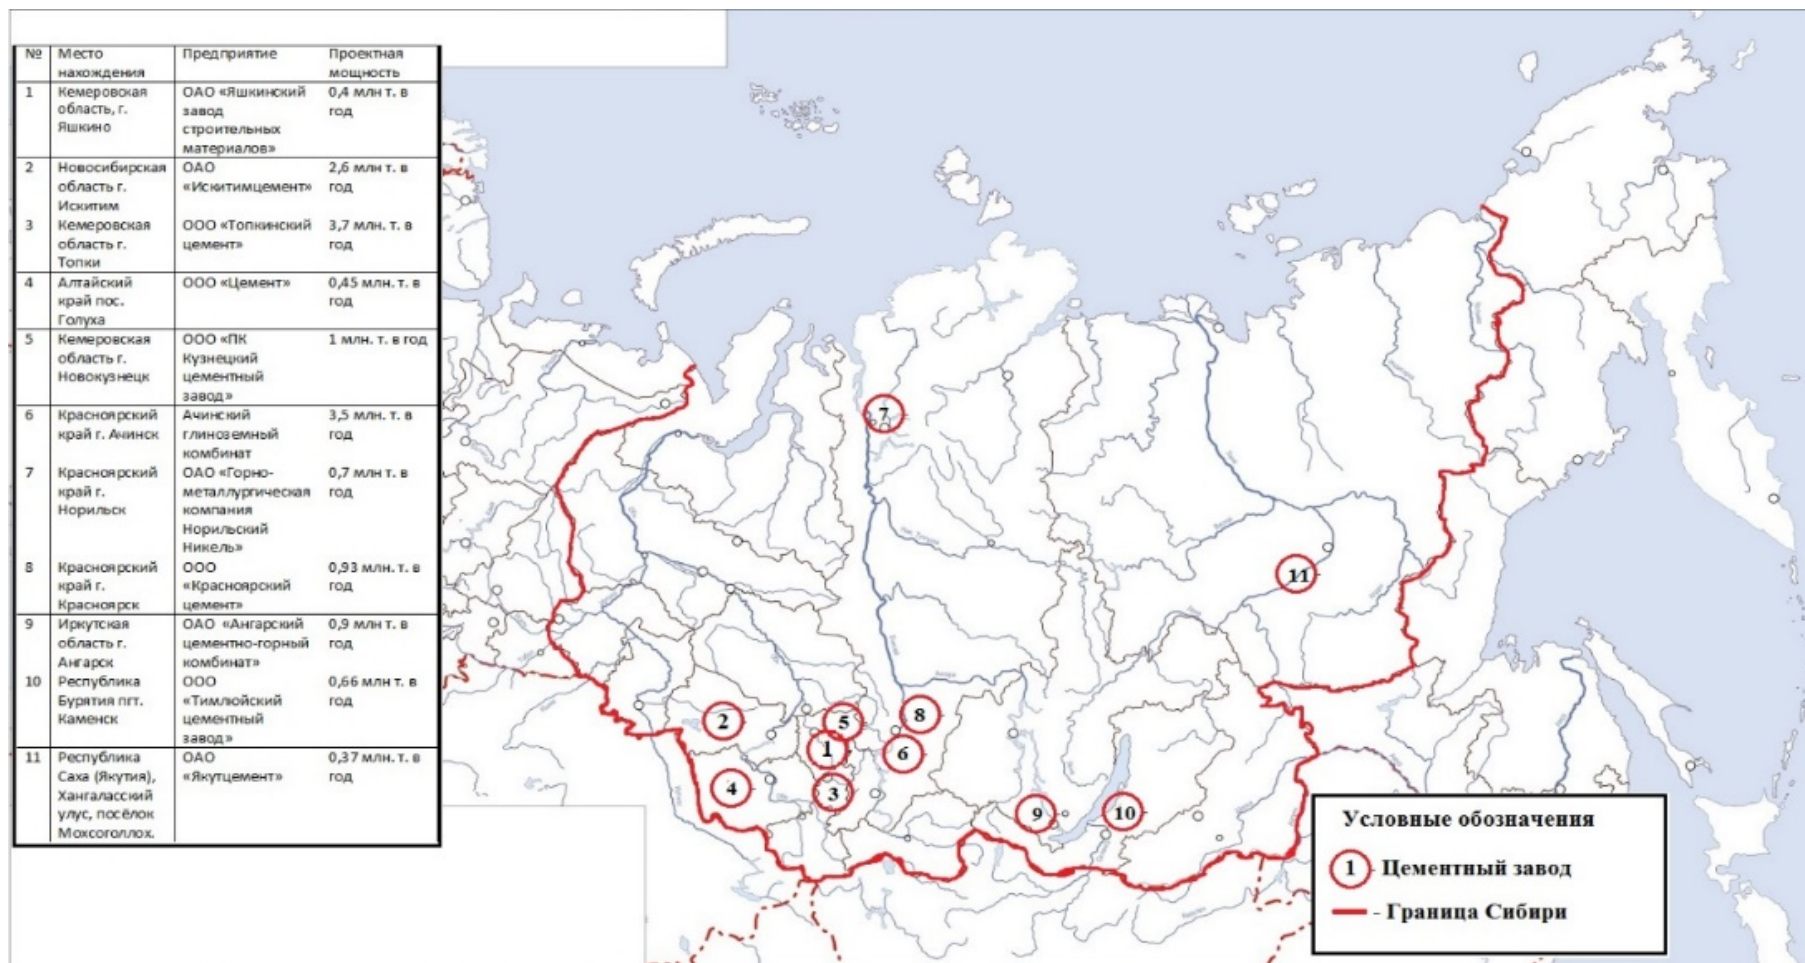 № Место нахождения Предприятие Проектная мощность
1 Кемеровская область, г. Яшкино ОАО «Яшкинский завод строительных материалов» 0,4 млн т. в год
2 Новосибирская область г. Искитим ОАО «Искитимцемент» 2,6 млн т. в год
3 Кемеровская область г. Топки ООО «Топкинский цемент» 3,7 млн. т. в год
4 Алтайский край пос. Голуха ООО «Цемент» 0,45 млн. т. в год
5 Кемеровская область г. Новокузнецк ООО «ПК Кузнецкий цементный завод» 1 млн. т. в год
6 Красноярский край г. Ачинск Ачинский глиноземный комбинат 3,5 млн. т. в год
7 Красноярский край г. Норильск ОАО «Горно-металлургическая компания Норильский Никель» 0,7 млн т. в год
8 Красноярский край г. Красноярск ООО «Красноярский цемент» 0,93 млн. т. в год
9 Иркутская область г. Ангарск ОАО «Ангарский цементно-горный комбинат» 0,9 млн т. в год
10 Республика Бурятия пгт. Каменск ООО «Тимлюйский цементный завод» 0,66 млн т. в год
11 Республика Саха (Якутия), Хангаласский улус, посёлок Мохсоголлох. ОАО «Якутцемент» 0,37 млн. т. в год
7
11
2
5
8
1
6
4
3
9
10
Условные обозначения
1 - Цементный завод
- Граница Сибири